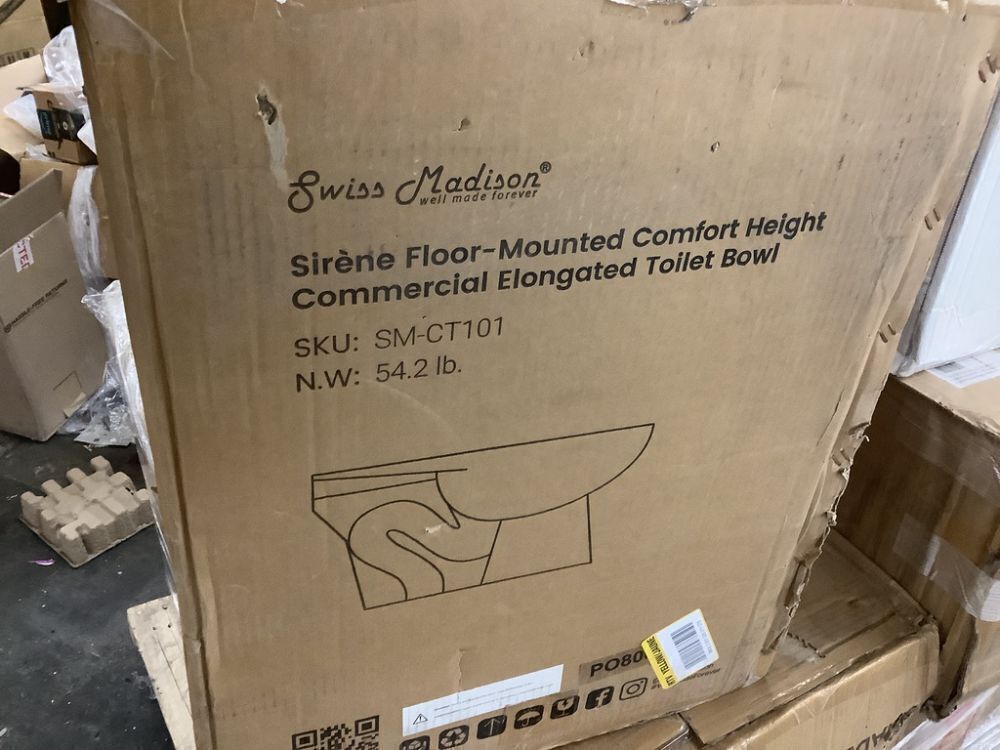 Swiss Madison®
well made forever
Sirène Floor-Mounted Comfort Height
Commercial Elongated Toilet Bowl
SKU: SM-CT101
N.W: 54.2 lb.
PO80